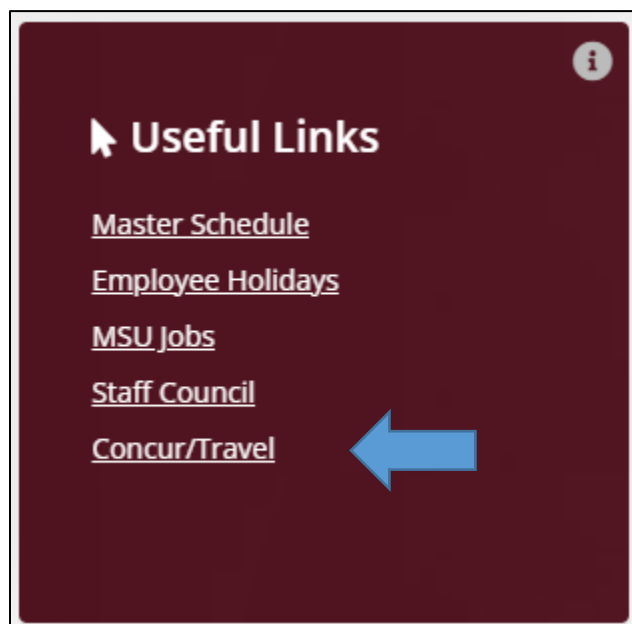 Useful Links
Master Schedule
Employee Holidays
MSU Jobs
Staff Council
Concur/Travel